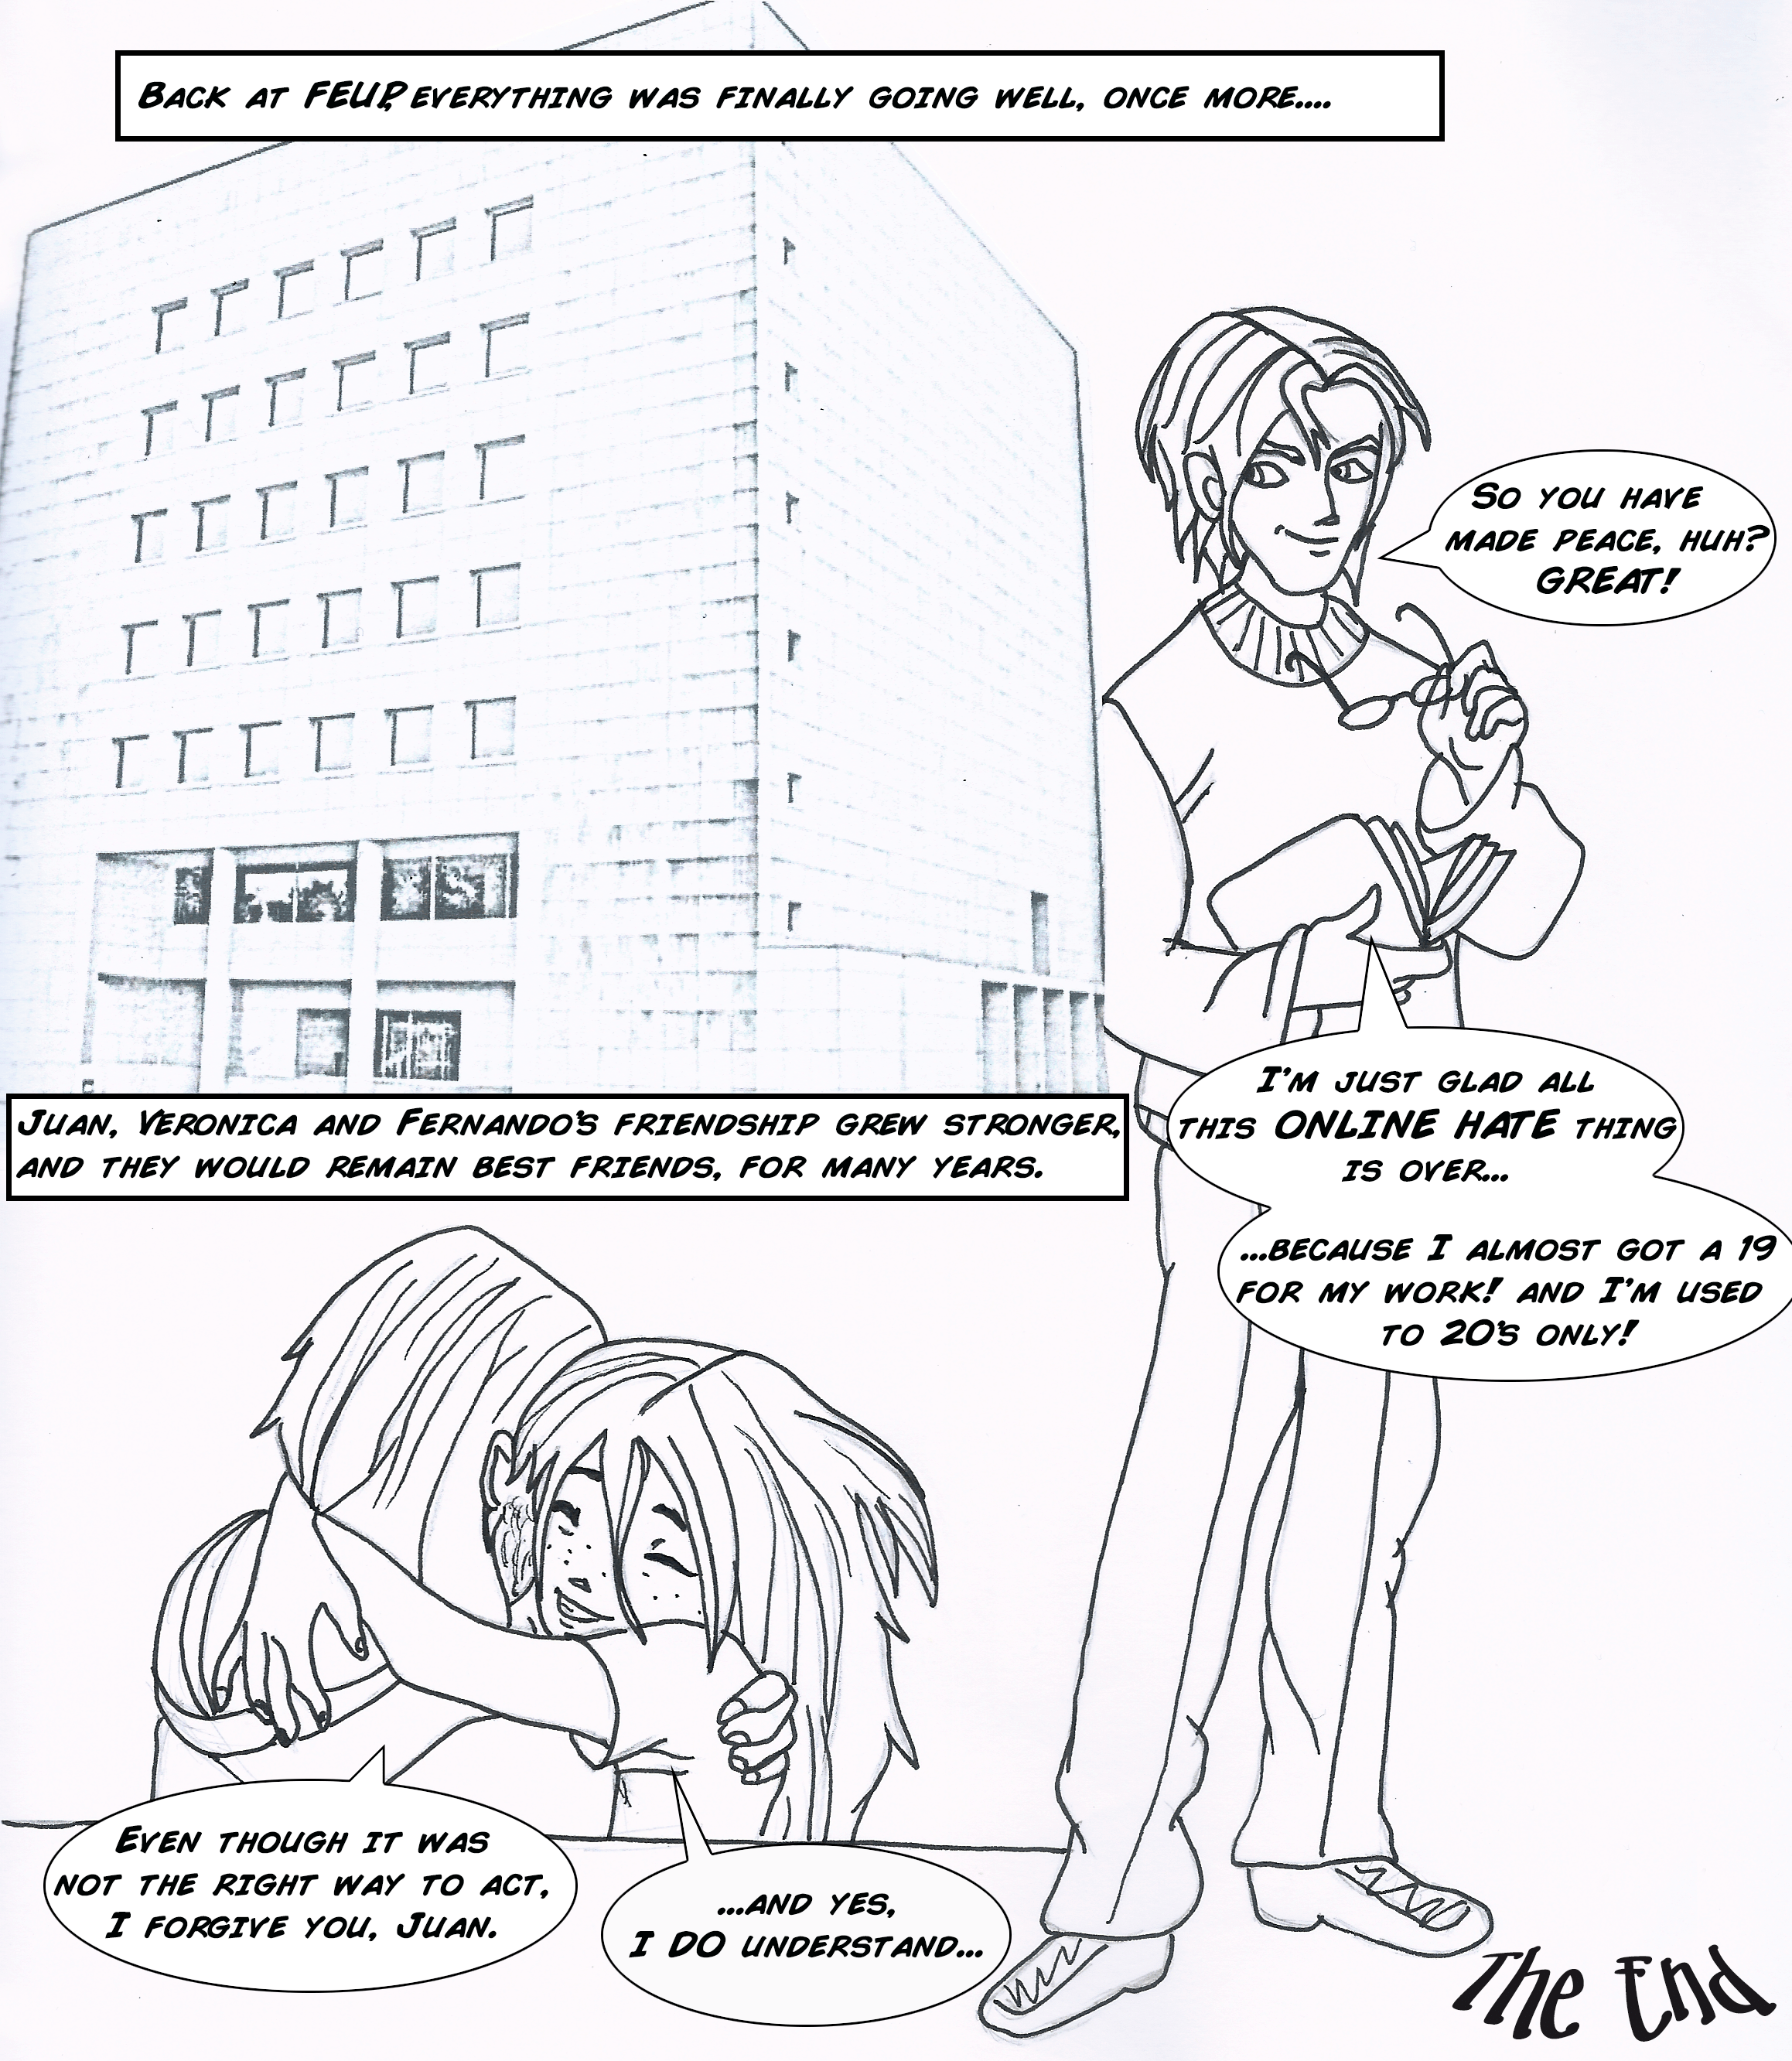 Back at FEUP, everything was finally going well, once more....
So you have
made peace, huh?
GREAT!
I'm just glad all
this ONLINE HATE thing
is over...
...because I almost got a 19
for my work! and I'm used
to 20's only!
Juan, Veronica and Fernando's friendship grew stronger,
and they would remain best friends, for many years.
Even though it was
not the right way to act,
I forgive you, Juan.
...and yes,
I DO understand...
The End